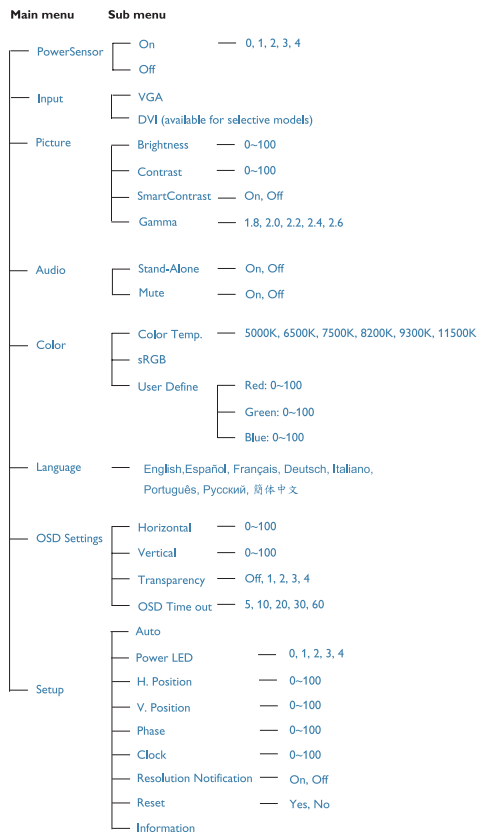 Main menu Sub menu
PowerSensor On 0, 1, 2, 3, 4
Off
Input VGA
DVI (available for selective models)
Picture Brightness 0~100
Contrast 0~100
SmartContrast On, Off
Gamma 1.8, 2.0, 2.2, 2.4, 2.6
Audio Stand-Alone On, Off
Mute On, Off
Color Color Temp. 5000K, 6500K, 7500K, 8200K, 9300K, 11500K
sRGB
User Define Red: 0~100
Green: 0~100
Blue: 0~100
Language English,Español, Français, Deutsch, Italiano,
Português, Русский, 简体中文
OSD Settings Horizontal 0~100
Vertical 0~100
Transparency Off, 1, 2, 3, 4
OSD Time out 5, 10, 20, 30, 60
Setup Auto
Power LED 0, 1, 2, 3, 4
H. Position 0~100
V. Position 0~100
Phase 0~100
Clock 0~100
Resolution Notification On, Off
Reset Yes, No
Information